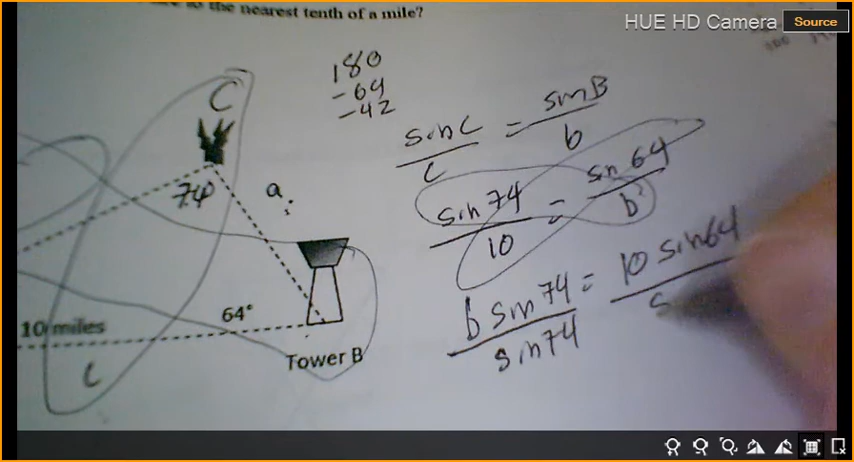 to the nearest tenth of a mile?
HUE HD Camera
Source
180
-64
-42
C
74°
a
sin C / c = sin B / b
sin 74 / 10 = sin 64 / b
b sin 74 / sin 74 = 10 sin 64 / s
64°
10 miles
Tower B
c